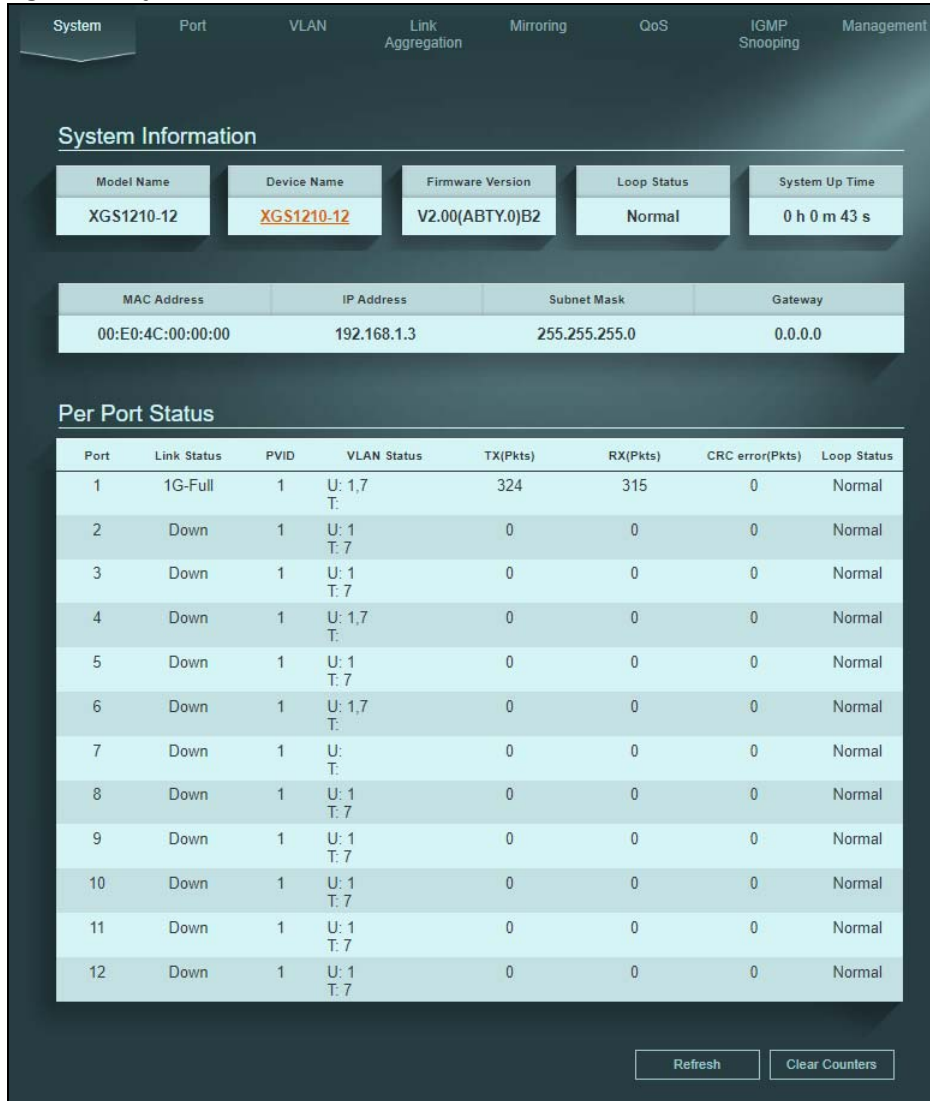 System Port VLAN Link Aggregation Mirroring QoS IGMP Snooping Management
System Information
Model Name Device Name Firmware Version Loop Status System Up Time
XGS1210-12 XGS1210-12 V2.00(ABTY.0)B2 Normal 0 h 0 m 43 s
MAC Address IP Address Subnet Mask Gateway
00:E0:4C:00:00:00 192.168.1.3 255.255.255.0 0.0.0.0
Per Port Status
Port Link Status PVID VLAN Status TX(Pkts) RX(Pkts) CRC error(Pkts) Loop Status
1 1G-Full 1 U: 1,7 324 315 0 Normal
T:
2 Down 1 U: 1 0 0 0 Normal
T: 7
3 Down 1 U: 1 0 0 0 Normal
T: 7
4 Down 1 U: 1,7 0 0 0 Normal
T:
5 Down 1 U: 1 0 0 0 Normal
T: 7
6 Down 1 U: 1,7 0 0 0 Normal
T:
7 Down 1 U: 0 0 0 Normal
T:
8 Down 1 U: 1 0 0 0 Normal
T: 7
9 Down 1 U: 1 0 0 0 Normal
T: 7
10 Down 1 U: 1 0 0 0 Normal
T: 7
11 Down 1 U: 1 0 0 0 Normal
T: 7
12 Down 1 U: 1 0 0 0 Normal
T: 7
Refresh Clear Counters